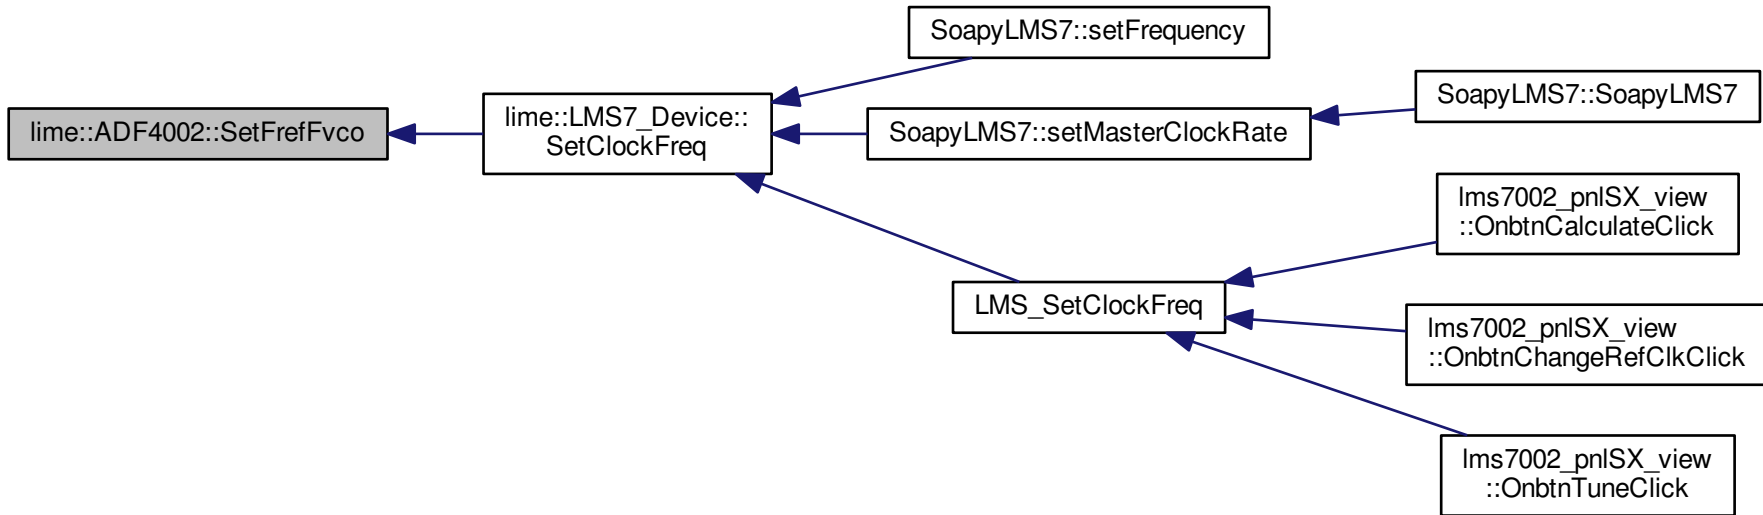 SoapyLMS7::setFrequency
SoapyLMS7::SoapyLMS7
lime::ADF4002::SetFrefFvco
lime::LMS7_Device::
SetClockFreq
SoapyLMS7::setMasterClockRate
lms7002_pnlSX_view
::OnbtnCalculateClick
LMS_SetClockFreq
lms7002_pnlSX_view
::OnbtnChangeRefClkClick
lms7002_pnlSX_view
::OnbtnTuneClick